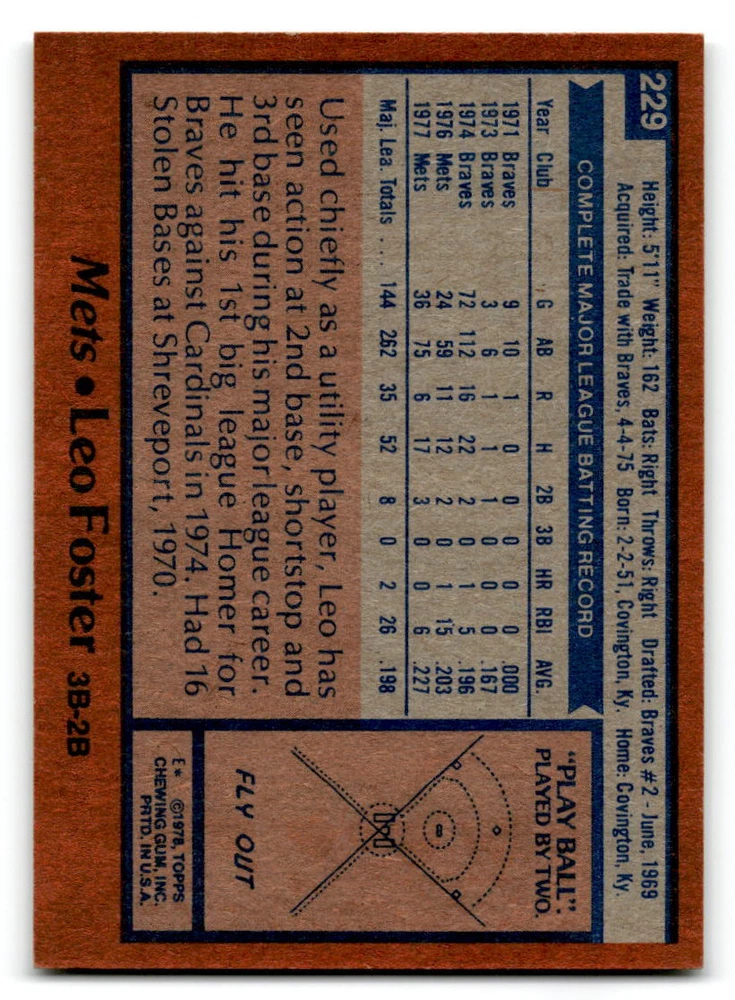 229
Height: 5'11" Weight: 162 Bats: Right Throws: Right Drafted: Braves #2 - June, 1969
Acquired: Trade with Braves, 4-4-75 Born: 2-2-51, Covington, Ky. Home: Covington, Ky.
COMPLETE MAJOR LEAGUE BATTING RECORD
Year Club G AB R H 2B 3B HR RBI AVG.
1971 Braves 9 10 1 0 0 0 0 0 .000
1973 Braves 3 6 1 1 1 0 0 0 .167
1974 Braves 72 112 16 22 2 0 1 5 .196
1976 Mets 24 59 11 12 2 0 1 15 .203
1977 Mets 36 75 6 17 3 0 0 6 .227
Maj. Lea. Totals .... 144 262 35 52 8 0 2 26 .198
Used chiefly as a utility player, Leo has
seen action at 2nd base, shortstop and
3rd base during his major league career.
He hit his 1st big league Homer for
Braves against Cardinals in 1974. Had 16
Stolen Bases at Shreveport, 1970.
"PLAY BALL".
PLAYED BY TWO.
FLY OUT
E* ©1978, TOPPS
CHEWING GUM, INC.
PRTD. IN U.S.A.
Mets • Leo Foster 3B-2B